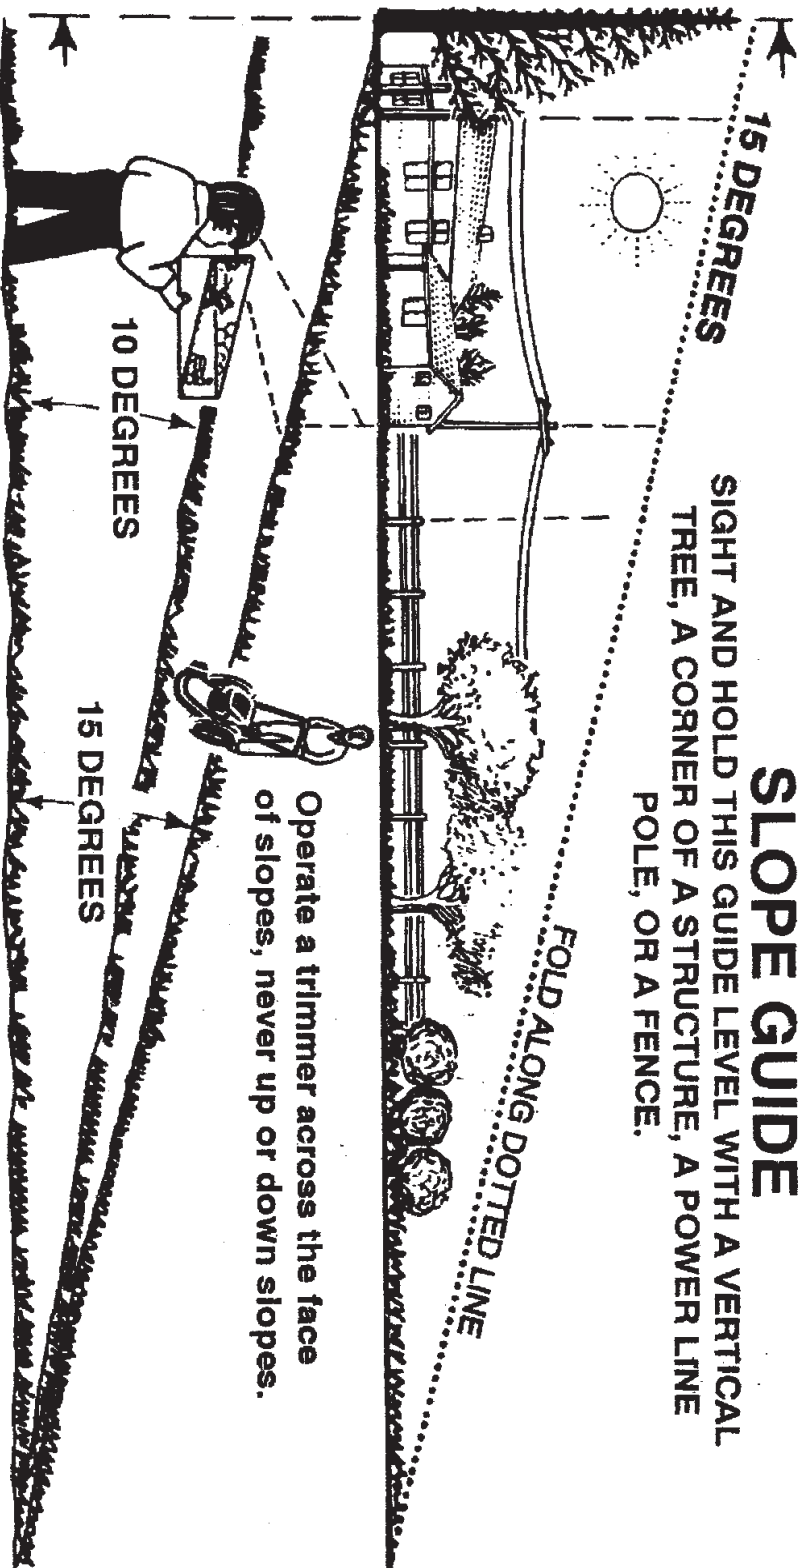 SLOPE GUIDE
SIGHT AND HOLD THIS GUIDE LEVEL WITH A VERTICAL
TREE, A CORNER OF A STRUCTURE, A POWER LINE
POLE, OR A FENCE.
15 DEGREES
FOLD ALONG DOTTED LINE
Operate a trimmer across the face
of slopes, never up or down slopes.
10 DEGREES
15 DEGREES